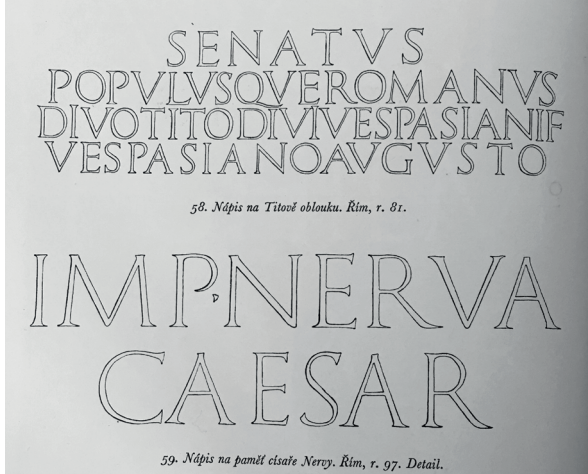 SENATVS
POPVLVSQVEROMANVS
DIVOTITODIVIVESPASIANIF
VESPASIANOAVGVSTO
58. Nápis na Titově oblouku. Řím, r. 81.
IMP▾NERVA
CAESAR
59. Nápis na paměť císaře Nervy. Řím, r. 97. Detail.